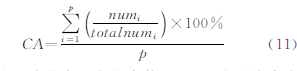 CA = \frac{\sum_{i=1}^{p} \left( \frac{num_i}{totalnum_i} \right) \times 100\%}{p} (11)